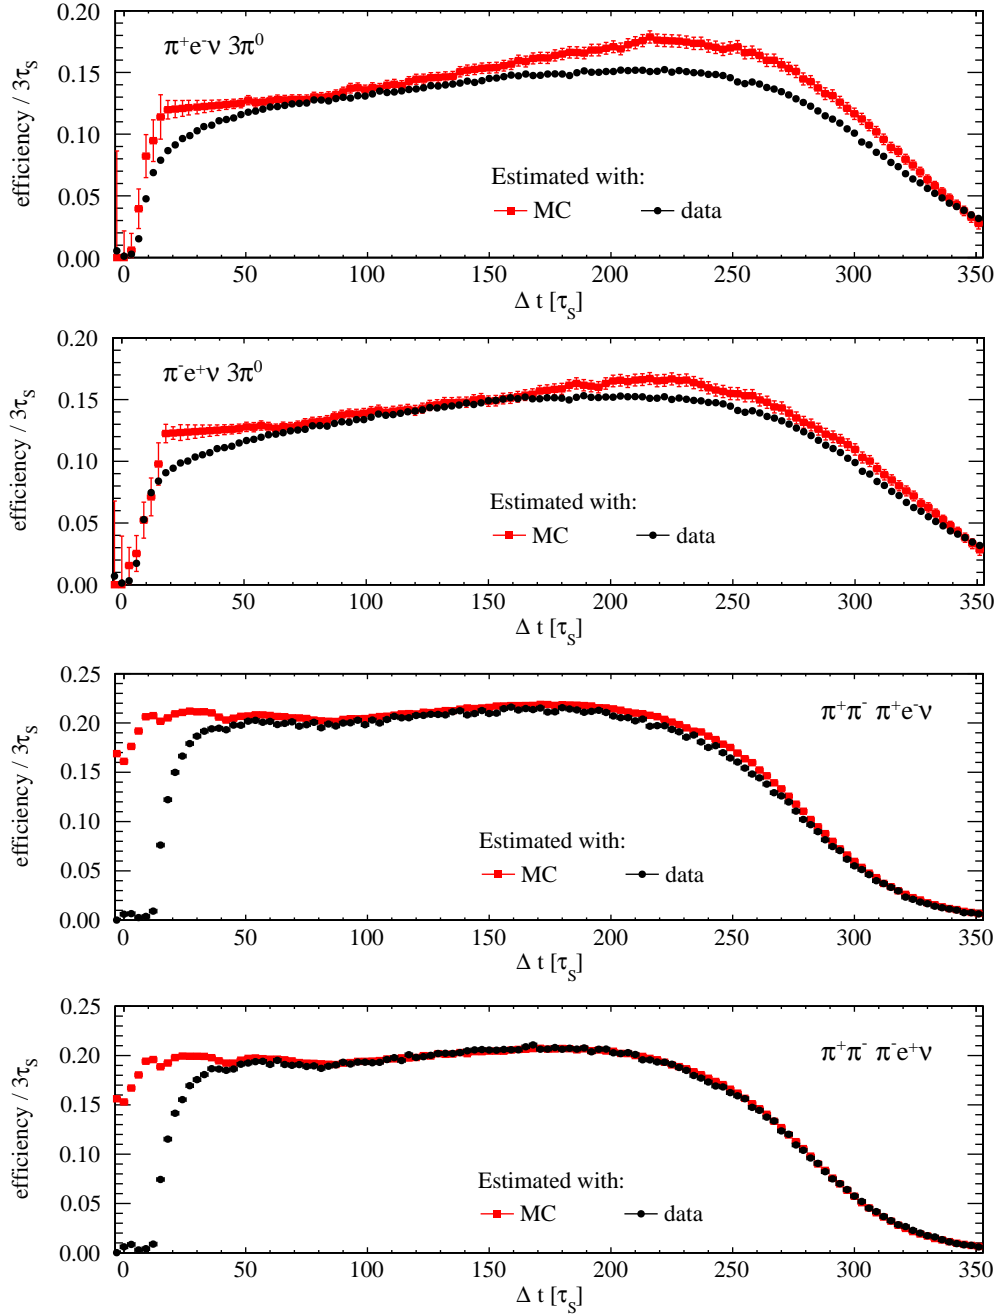 0.20
0.15
0.10
0.05
0.00
efficiency / 3τS
π⁺e⁻ν 3π⁰
Estimated with:
MC data
0 50 100 150 200 250 300 350
Δ t [τS]
0.20
0.15
0.10
0.05
0.00
efficiency / 3τS
π⁻e⁺ν 3π⁰
Estimated with:
MC data
0 50 100 150 200 250 300 350
Δ t [τS]
0.25
0.20
0.15
0.10
0.05
0.00
efficiency / 3τS
π⁺π⁻ π⁺e⁻ν
Estimated with:
MC data
0 50 100 150 200 250 300 350
Δ t [τS]
0.25
0.20
0.15
0.10
0.05
0.00
efficiency / 3τS
π⁺π⁻ π⁻e⁺ν
Estimated with:
MC data
0 50 100 150 200 250 300 350
Δ t [τS]